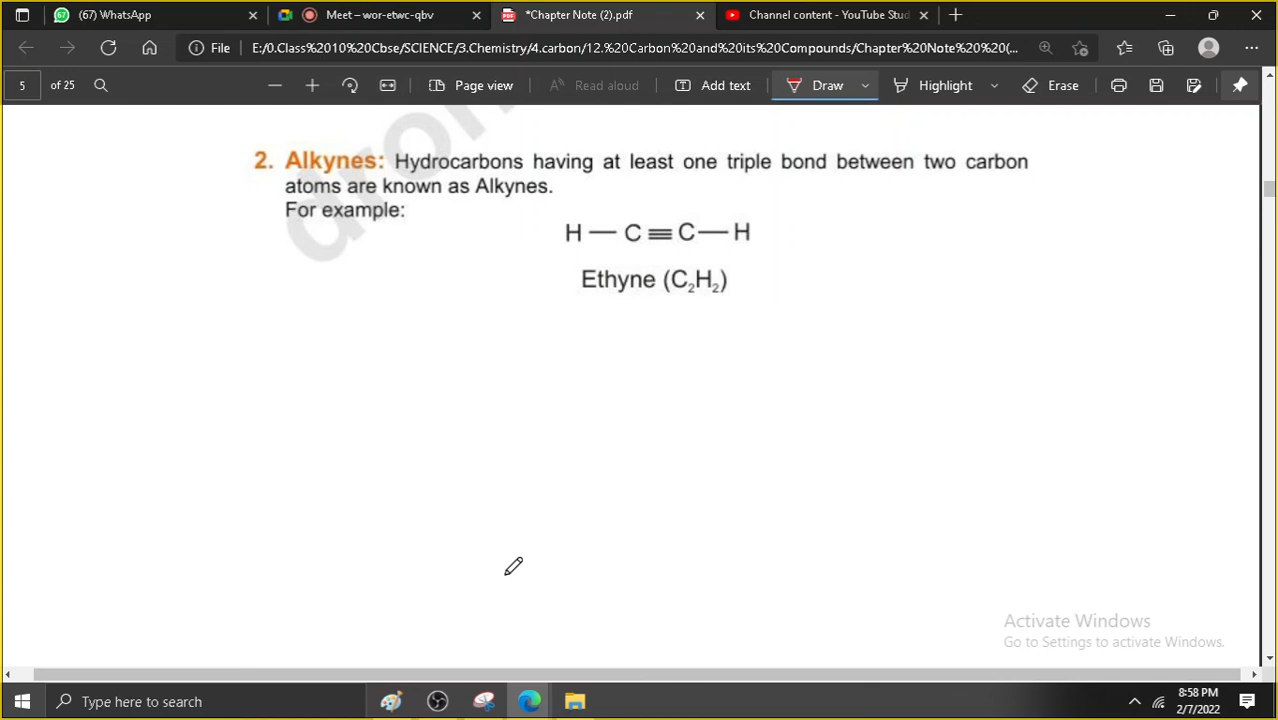 67
(67) WhatsApp
Meet – wor-etwc-qbv
PDF
*Chapter Note (2).pdf
Channel content - YouTube Stud
File
E:/0.Class%2010%20Cbse/SCIENCE/3.Chemistry/4.carbon/12.%20Carbon%20and%20its%20Compounds/Chapter%20Note%20%20(...
5
of 25
Page view
Read aloud
Add text
Draw
Highlight
Erase
2. Alkynes: Hydrocarbons having at least one triple bond between two carbon
atoms are known as Alkynes.
For example:
H — C ≡ C — H
Ethyne (C₂H₂)
Activate Windows
Go to Settings to activate Windows.
Type here to search
8:58 PM
2/7/2022